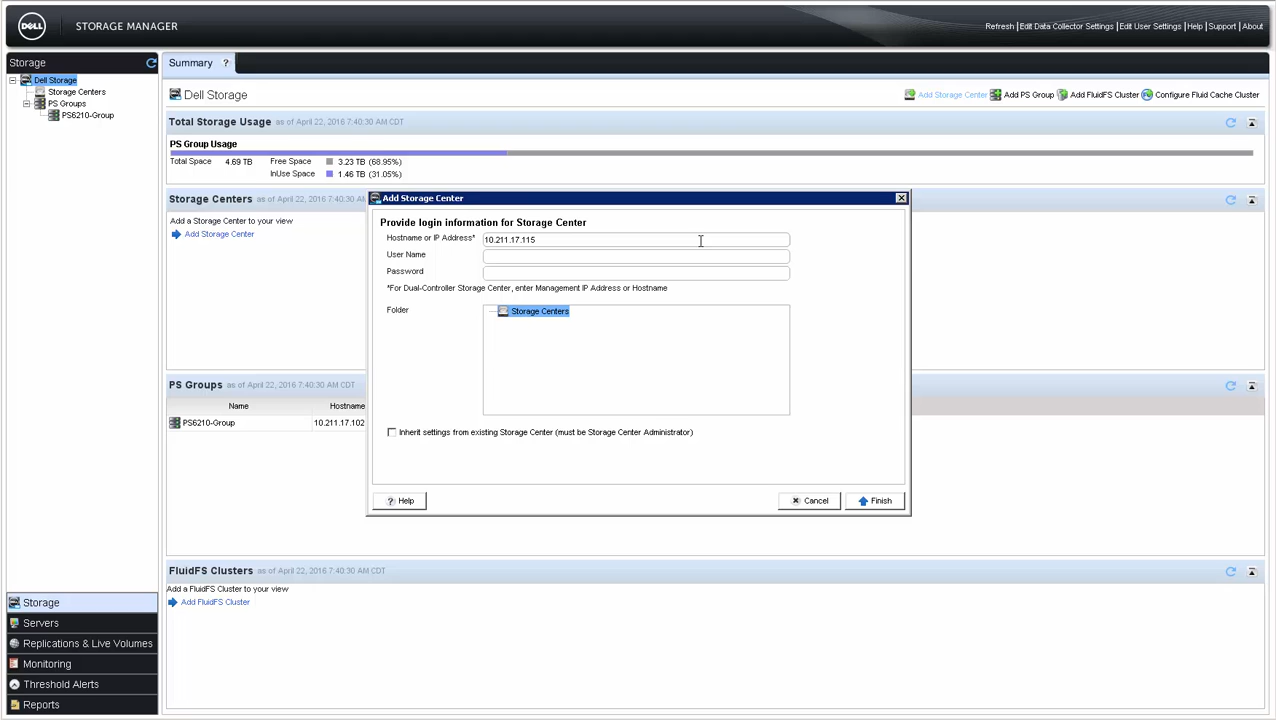 DELL STORAGE MANAGER
Refresh | Edit Data Collector Settings | Edit User Settings | Help | Support | About
Storage
Dell Storage
Storage Centers
PS Groups
PS6210-Group
Summary ?
Dell Storage
Add Storage Center Add PS Group Add FluidFS Cluster Configure Fluid Cache Cluster
Total Storage Usage as of April 22, 2016 7:40:30 AM CDT
PS Group Usage
Total Space 4.69 TB Free Space 3.23 TB (68.95%)
InUse Space 1.46 TB (31.05%)
Storage Centers as of April 22, 2016 7:40:30 AM
Add a Storage Center to your view
Add Storage Center
Add Storage Center
Provide login information for Storage Center
Hostname or IP Address* 10.211.17.115
User Name
Password
*For Dual-Controller Storage Center, enter Management IP Address or Hostname
Folder Storage Centers
Inherit settings from existing Storage Center (must be Storage Center Administrator)
? Help Cancel Finish
PS Groups as of April 22, 2016 7:40:30 AM CDT
Name Hostname
PS6210-Group 10.211.17.102
FluidFS Clusters as of April 22, 2016 7:40:30 AM CDT
Add a FluidFS Cluster to your view
Add FluidFS Cluster
Storage
Servers
Replications & Live Volumes
Monitoring
Threshold Alerts
Reports